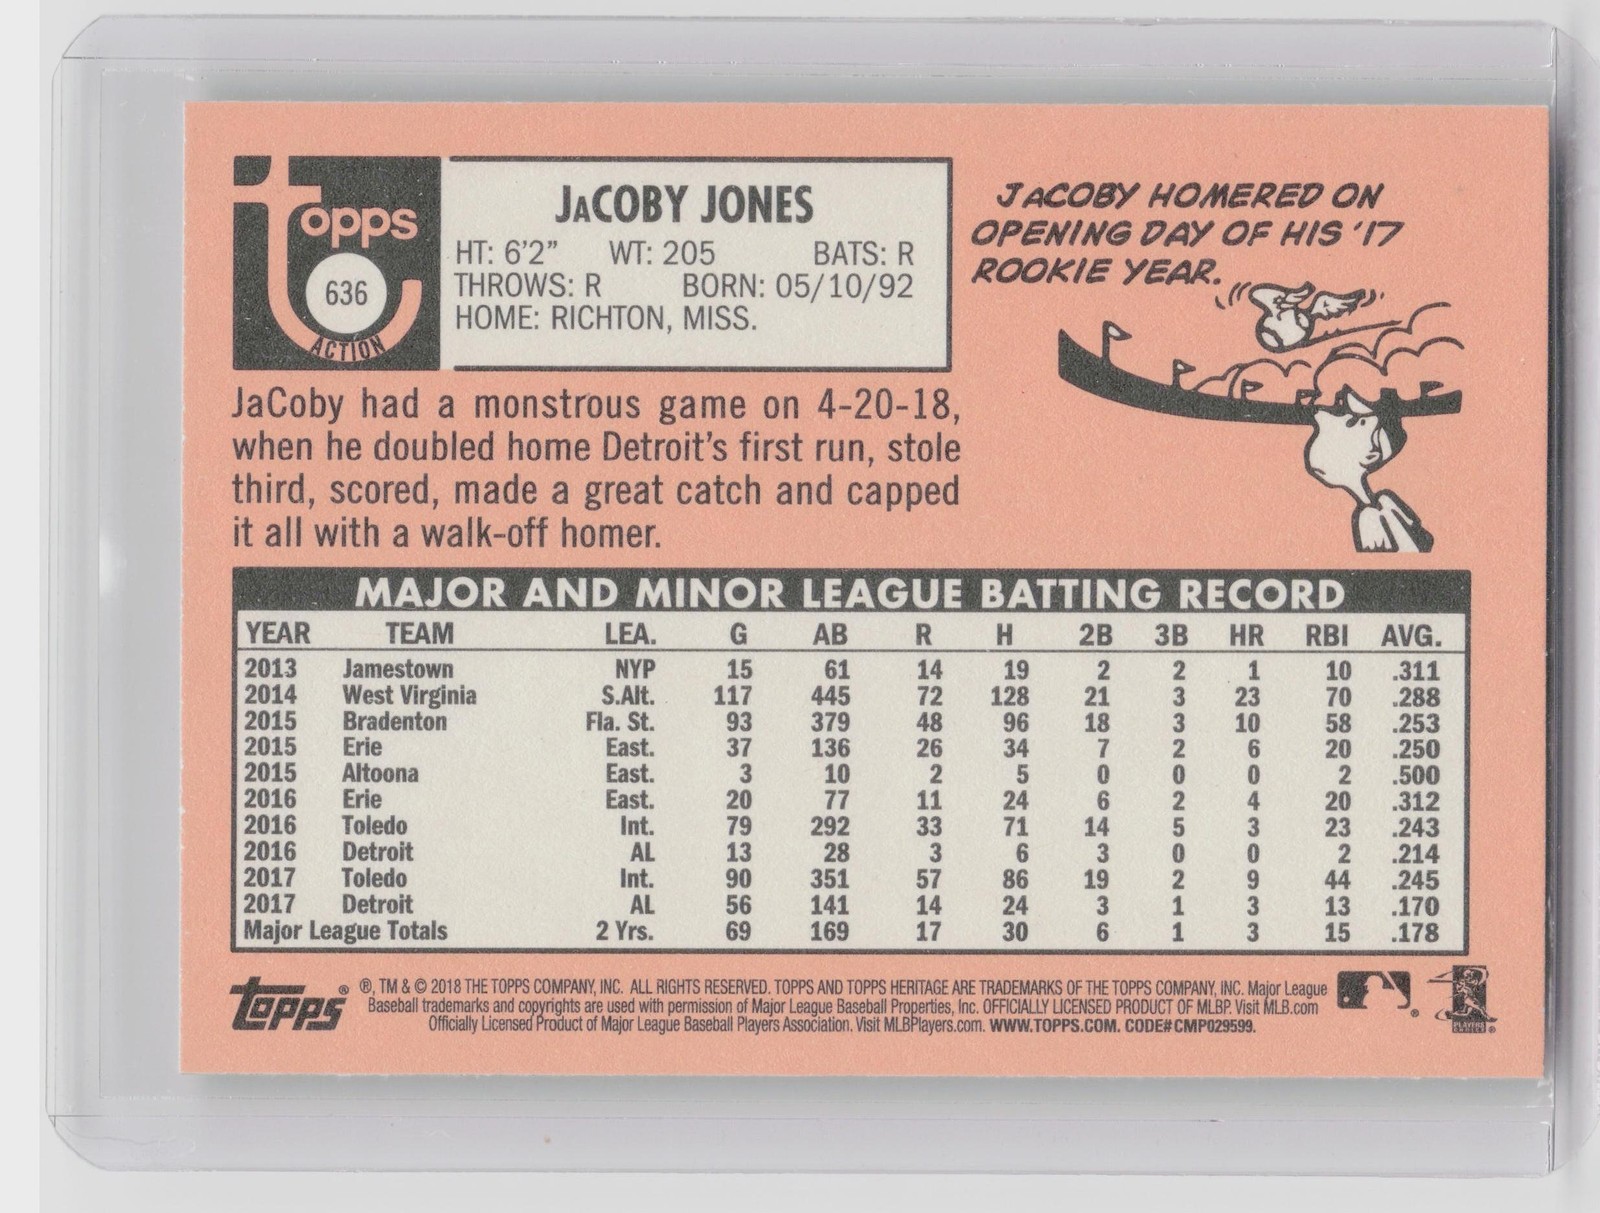 topps
636
ACTION
JaCOBY JONES
HT: 6'2" WT: 205 BATS: R
THROWS: R BORN: 05/10/92
HOME: RICHTON, MISS.
JACOBY HOMERED ON
OPENING DAY OF HIS '17
ROOKIE YEAR.
JaCoby had a monstrous game on 4-20-18,
when he doubled home Detroit's first run, stole
third, scored, made a great catch and capped
it all with a walk-off homer.
MAJOR AND MINOR LEAGUE BATTING RECORD
YEAR TEAM LEA. G AB R H 2B 3B HR RBI AVG.
2013 Jamestown NYP 15 61 14 19 2 2 1 10 .311
2014 West Virginia S.Alt. 117 445 72 128 21 3 23 70 .288
2015 Bradenton Fla. St. 93 379 48 96 18 3 10 58 .253
2015 Erie East. 37 136 26 34 7 2 6 20 .250
2015 Altoona East. 3 10 2 5 0 0 0 2 .500
2016 Erie East. 20 77 11 24 6 2 4 20 .312
2016 Toledo Int. 79 292 33 71 14 5 3 23 .243
2016 Detroit AL 13 28 3 6 3 0 0 2 .214
2017 Toledo Int. 90 351 57 86 19 2 9 44 .245
2017 Detroit AL 56 141 14 24 3 1 3 13 .170
Major League Totals 2 Yrs. 69 169 17 30 6 1 3 15 .178
topps® ®, TM & © 2018 THE TOPPS COMPANY, INC. ALL RIGHTS RESERVED. TOPPS AND TOPPS HERITAGE ARE TRADEMARKS OF THE TOPPS COMPANY, INC. Major League
Baseball trademarks and copyrights are used with permission of Major League Baseball Properties, Inc. OFFICIALLY LICENSED PRODUCT OF MLBP. Visit MLB.com
Officially Licensed Product of Major League Baseball Players Association. Visit MLBPlayers.com. WWW.TOPPS.COM. CODE#CMP029599.
PLAYERS
CHOICE